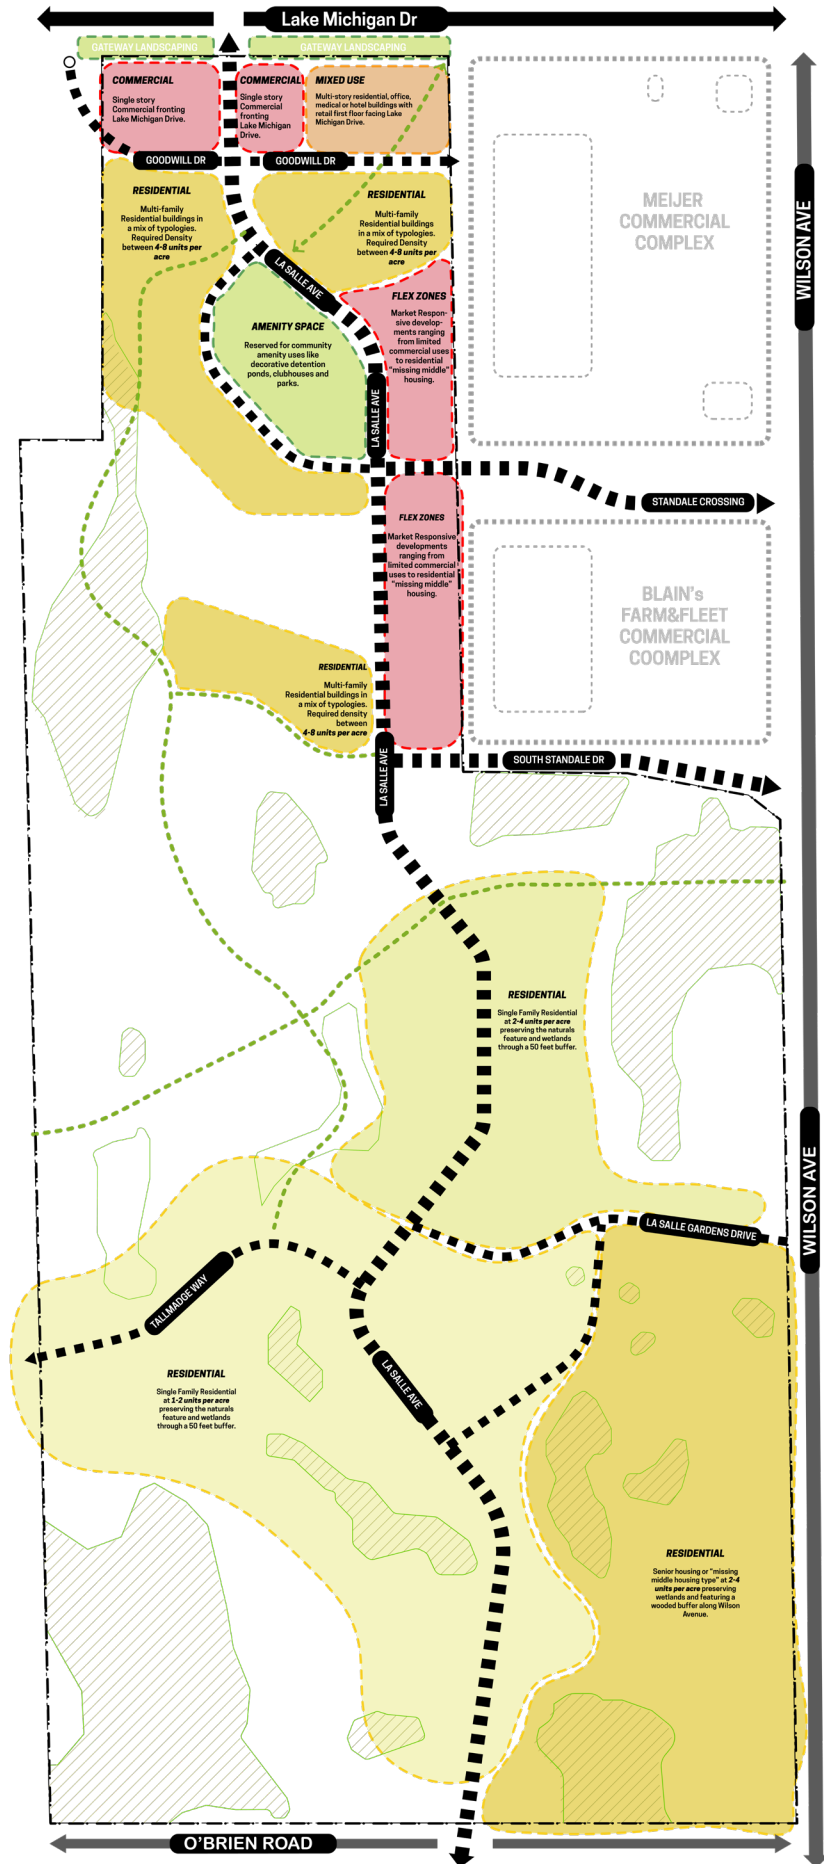 Lake Michigan Dr
GATEWAY LANDSCAPING
GATEWAY LANDSCAPING
COMMERCIAL
Single story
Commercial fronting
Lake Michigan Drive.
COMMERCIAL
Single story
Commercial
fronting
Lake Michigan
Drive.
MIXED USE
Multi-story residential, office,
medical or hotel buildings with
retail first floor facing Lake
Michigan Drive.
GOODWILL DR
GOODWILL DR
RESIDENTIAL
Multi-family
Residential buildings in
a mix of typologies.
Required Density
between 4-8 units per
acre
RESIDENTIAL
Multi-family
Residential buildings
in a mix of typologies.
Required Density
between 4-8 units per
acre
MEIJER
COMMERCIAL
COMPLEX
WILSON AVE
LA SALLE AVE
FLEX ZONES
Market Respon-
sive develop-
ments ranging
from limited
commercial uses
to residential
"missing middle"
housing.
AMENITY SPACE
Reserved for community
amenity uses like
decorative detention
ponds, clubhouses and
parks.
LA SALLE AVE
STANDALE CROSSING
FLEX ZONES
Market Responsive
developments
ranging from
limited commercial
uses to residential
"missing middle"
housing.
BLAIN's
FARM&FLEET
COMMERCIAL
COOMPLEX
RESIDENTIAL
Multi-family
Residential buildings in
a mix of typologies.
Required density
between
4-8 units per acre
LA SALLE AVE
SOUTH STANDALE DR
RESIDENTIAL
Single Family Residential
at 2-4 units per acre
preserving the naturals
feature and wetlands
through a 50 feet buffer.
WILSON AVE
LA SALLE GARDENS DRIVE
TALLMADGE WAY
LA SALLE AVE
RESIDENTIAL
Single Family Residential
at 1-2 units per acre
preserving the naturals
feature and wetlands
through a 50 feet buffer.
RESIDENTIAL
Senior housing or "missing
middle housing type" at 2-4
units per acre preserving
wetlands and featuring a
wooded buffer along Wilson
Avenue.
O'BRIEN ROAD